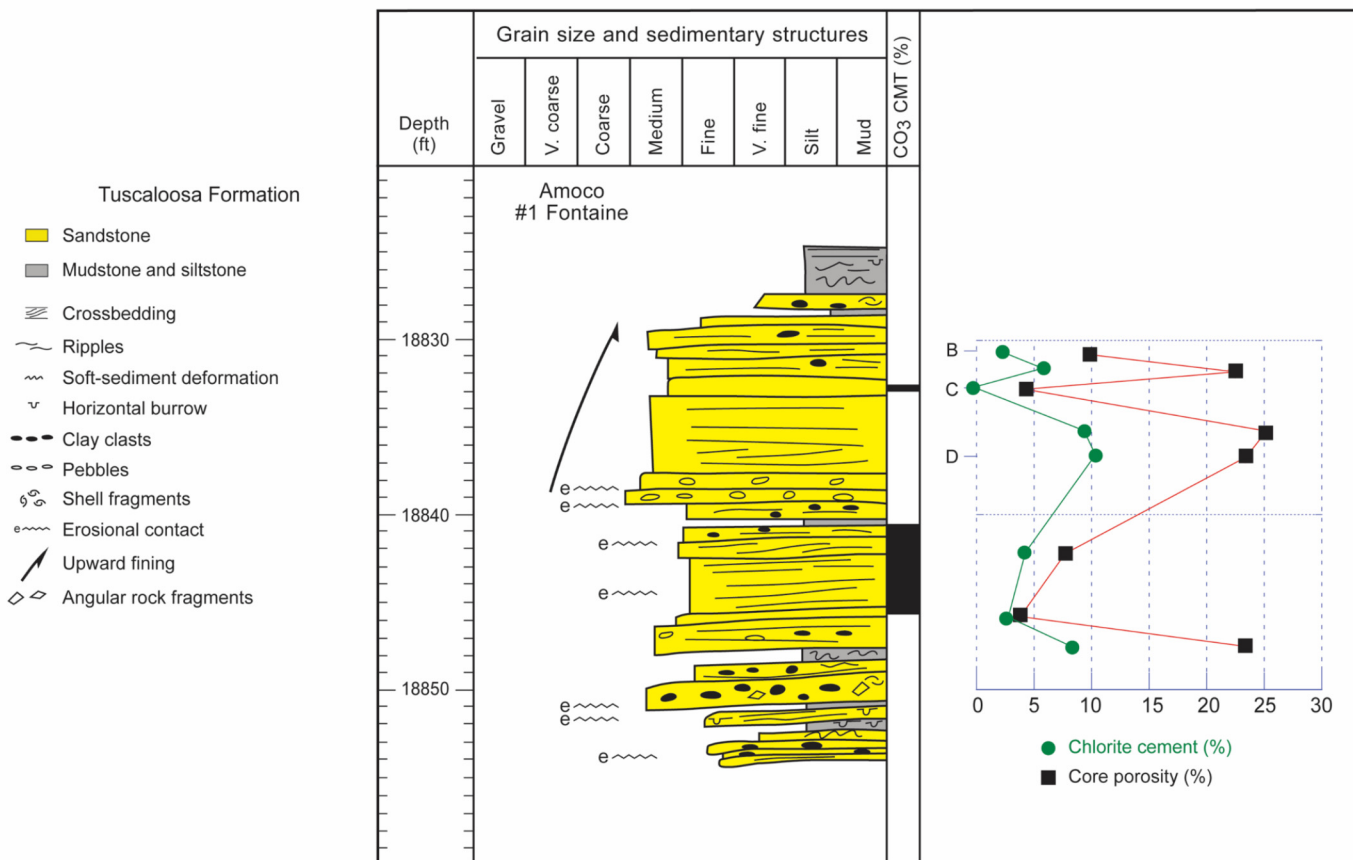 Grain size and sedimentary structures
Depth
(ft)
Gravel
V. coarse
Coarse
Medium
Fine
V. fine
Silt
Mud
CO3 CMT (%)
Amoco
#1 Fontaine
Tuscaloosa Formation
Sandstone
Mudstone and siltstone
Crossbedding
Ripples
Soft-sediment deformation
Horizontal burrow
Clay clasts
Pebbles
Shell fragments
e Erosional contact
Upward fining
Angular rock fragments
18830
18840
18850
e
e
e
e
e
e
e
B
C
D
0 5 10 15 20 25 30
Chlorite cement (%)
Core porosity (%)